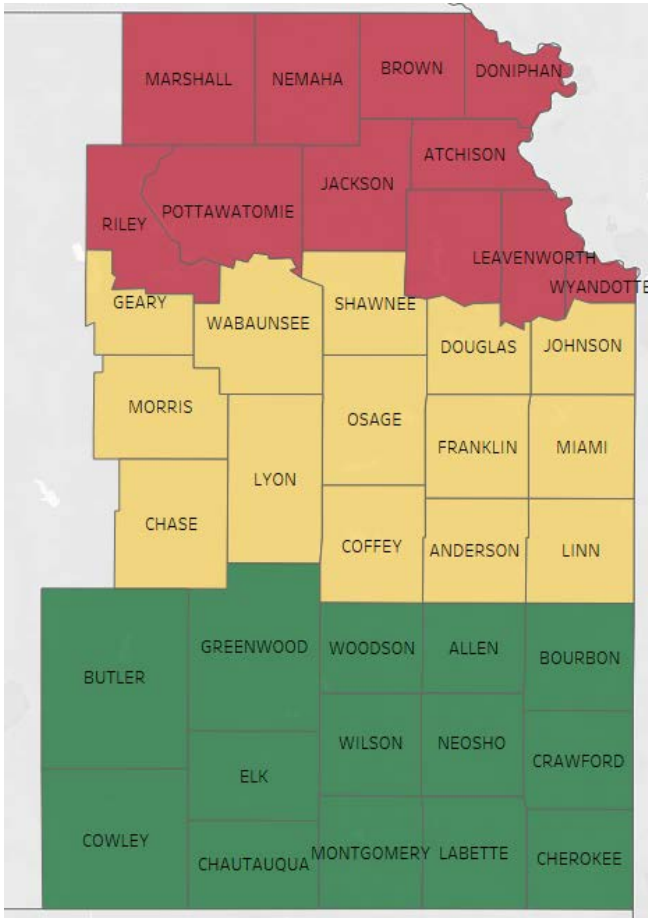 BROWN
DONIPHAN
MARSHALL
NEMAHA
ATCHISON
JACKSON
POTTAWATOMIE
RILEY
LEAVENWORTH
WYANDOTTE
GEARY
SHAWNEE
WABAUNSEE
DOUGLAS
JOHNSON
MORRIS
OSAGE
FRANKLIN
MIAMI
LYON
CHASE
COFFEY
ANDERSON
LINN
GREENWOOD
WOODSON
ALLEN
BOURBON
BUTLER
WILSON
NEOSHO
CRAWFORD
ELK
COWLEY
CHAUTAUQUA
MONTGOMERY
LABETTE
CHEROKEE